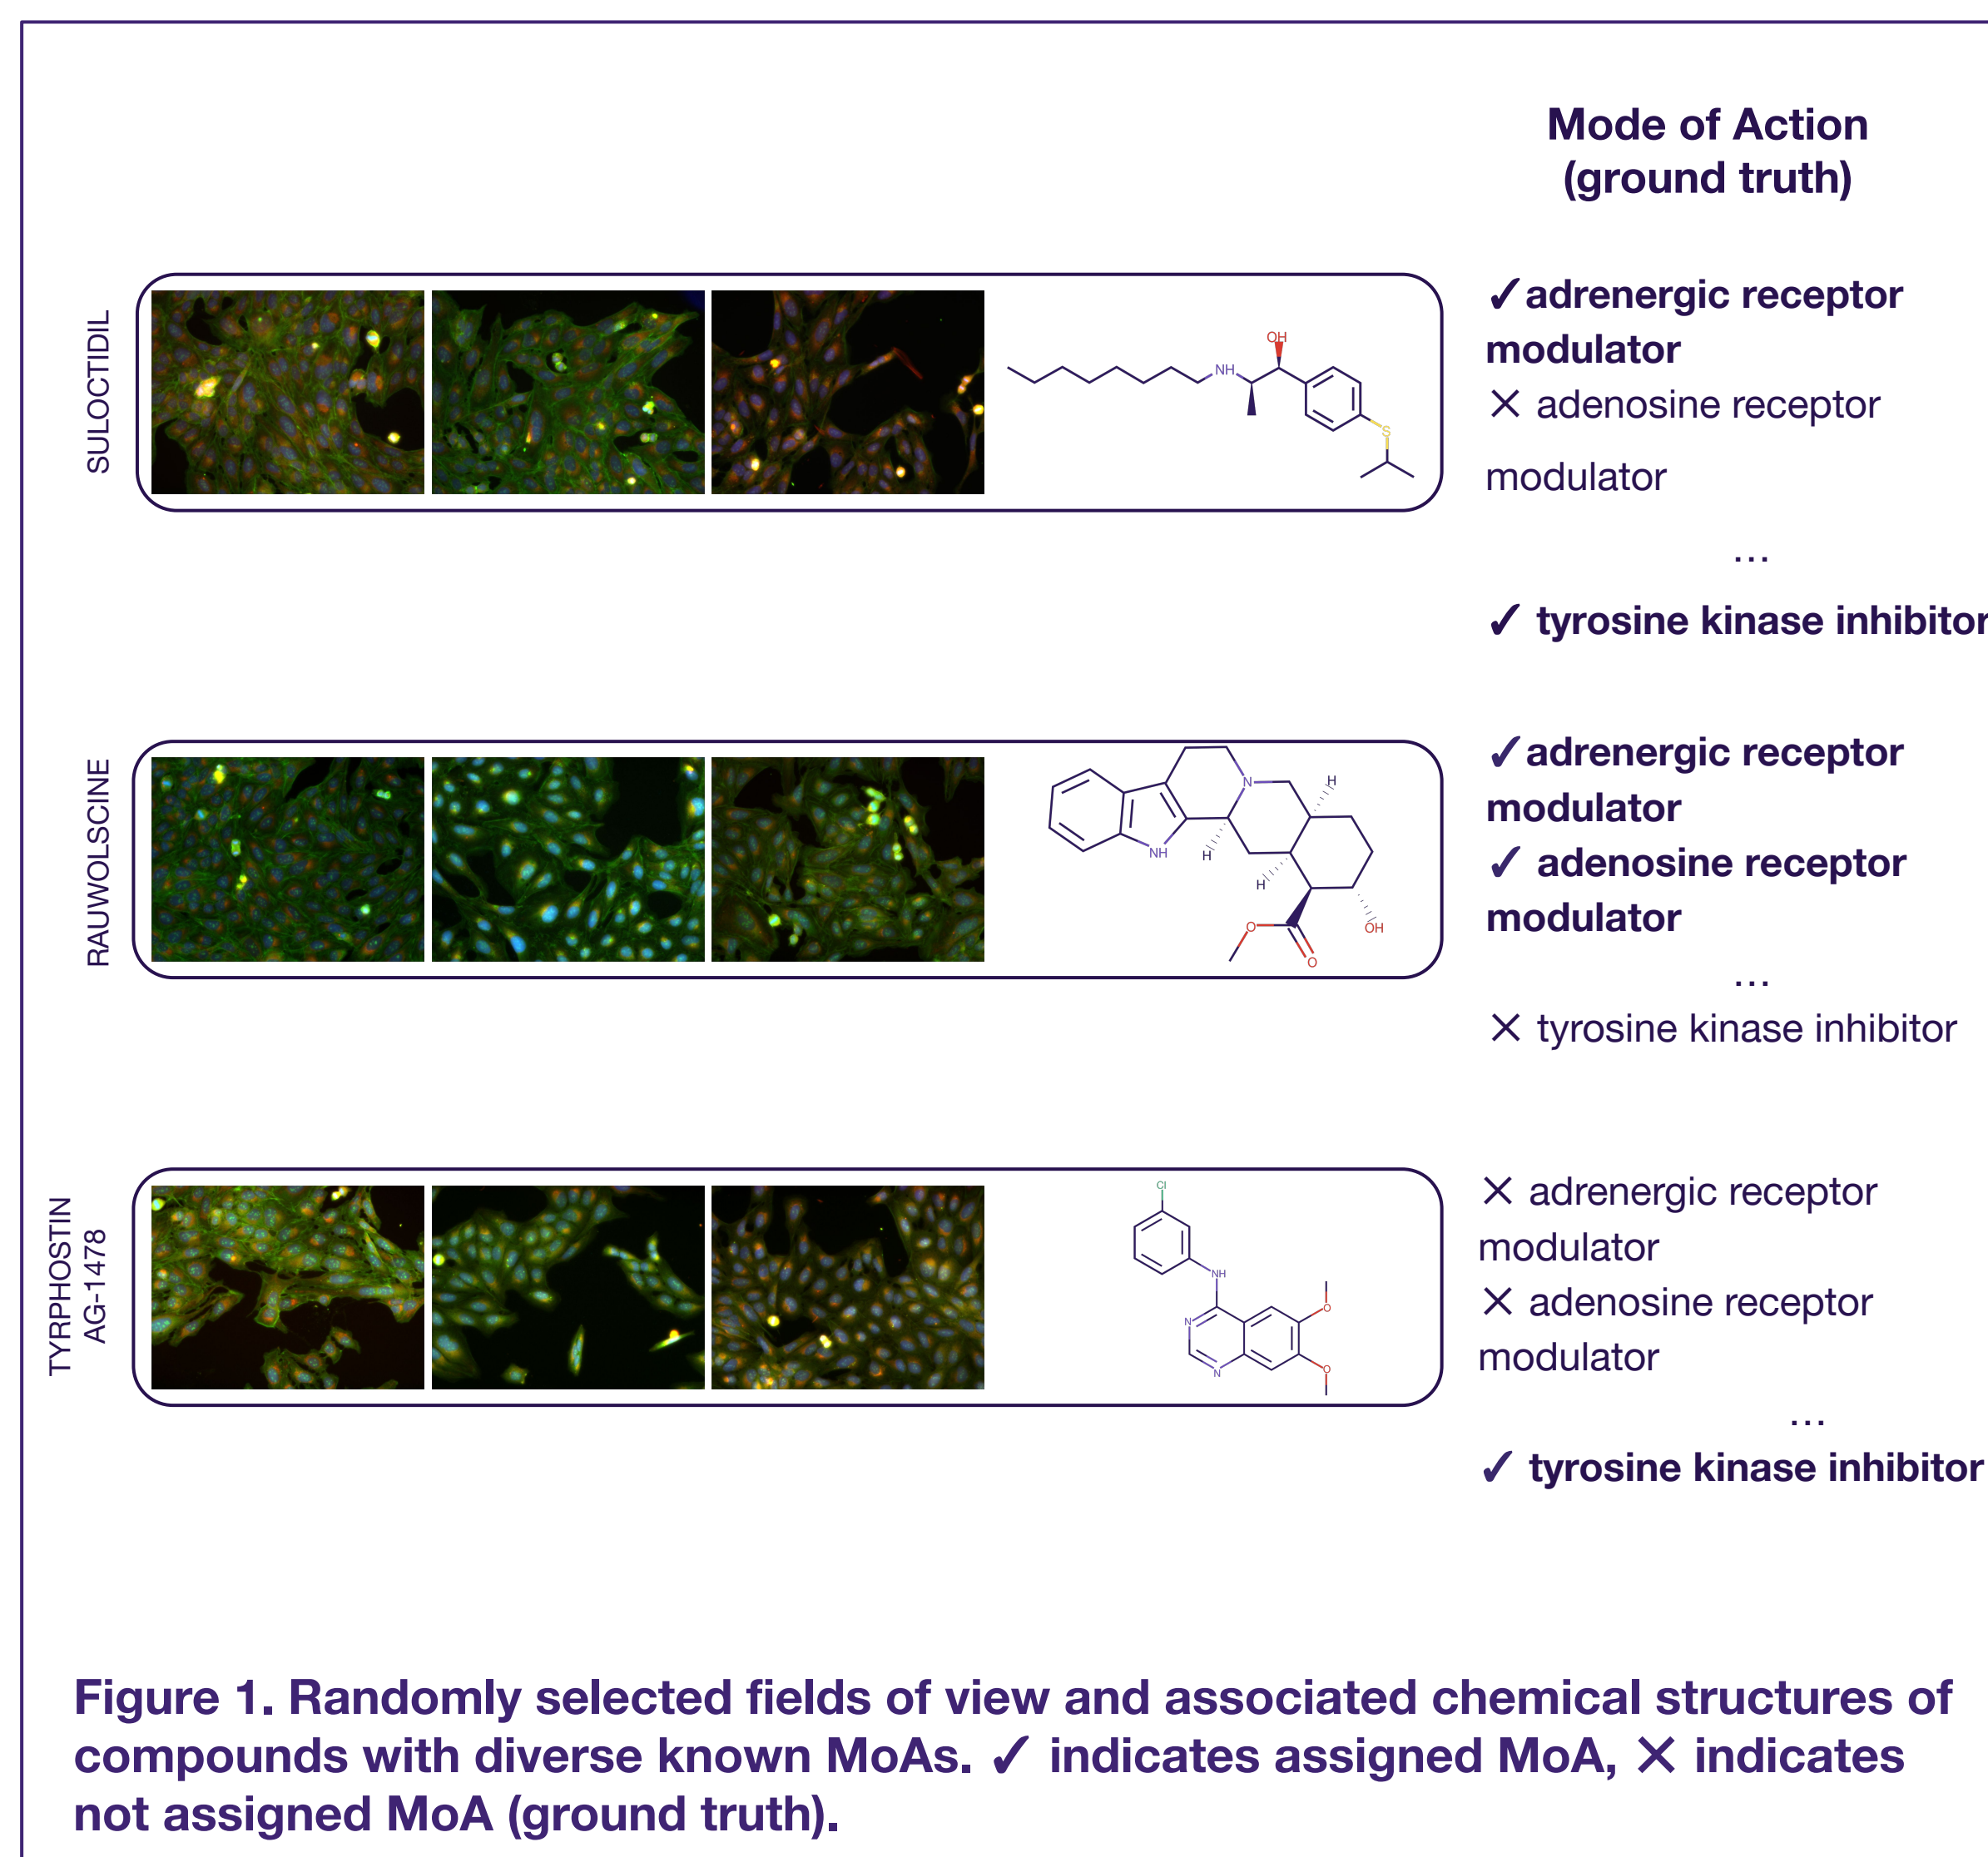 Mode of Action
(ground truth)
SULOCTIDIL
OH
NH
S
✓adrenergic receptor
modulator
✕ adenosine receptor
modulator
...
✓ tyrosine kinase inhibitor
RAUWOLSCINE
N
H
NH
H
H
O
O
OH
✓adrenergic receptor
modulator
✓ adenosine receptor
modulator
...
✕ tyrosine kinase inhibitor
TYRPHOSTIN
AG-1478
Cl
NH
N
N
O
O
✕ adrenergic receptor
modulator
✕ adenosine receptor
modulator
...
✓ tyrosine kinase inhibitor
Figure 1. Randomly selected fields of view and associated chemical structures of
compounds with diverse known MoAs. ✓ indicates assigned MoA, ✕ indicates
not assigned MoA (ground truth).